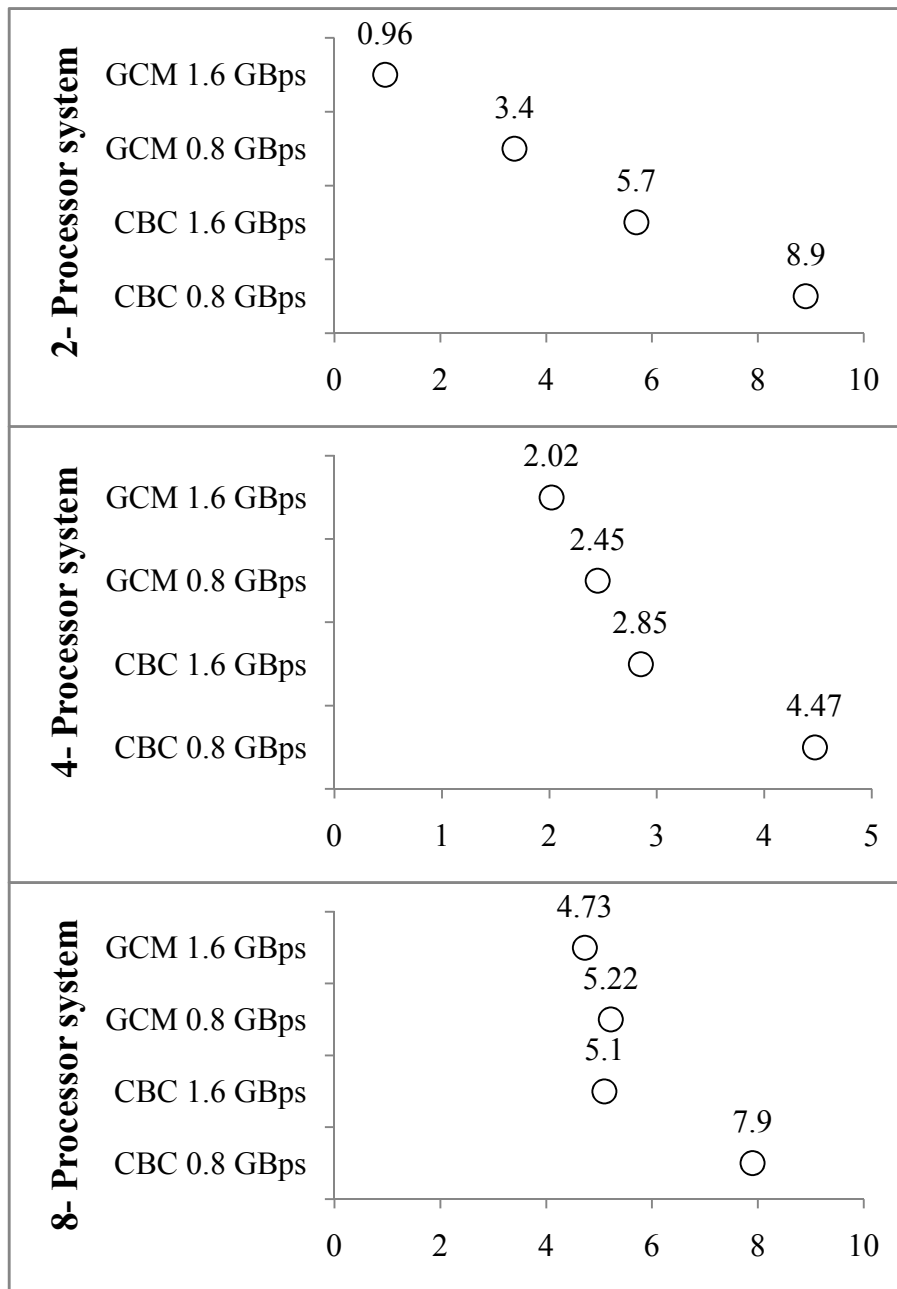 2- Processor system
0.96
GCM 1.6 GBps
3.4
GCM 0.8 GBps
5.7
CBC 1.6 GBps
8.9
CBC 0.8 GBps
0 2 4 6 8 10
4- Processor system
2.02
GCM 1.6 GBps
2.45
GCM 0.8 GBps
2.85
CBC 1.6 GBps
4.47
CBC 0.8 GBps
0 1 2 3 4 5
8- Processor system
4.73
GCM 1.6 GBps
5.22
GCM 0.8 GBps
5.1
CBC 1.6 GBps
7.9
CBC 0.8 GBps
0 2 4 6 8 10